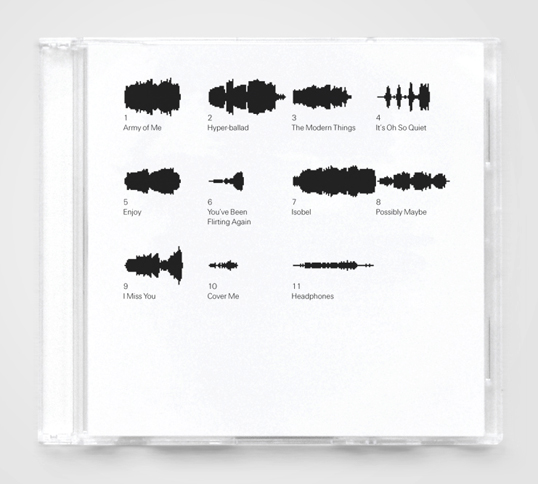 1
Army of Me
2
Hyper-ballad
3
The Modern Things
4
It's Oh So Quiet
5
Enjoy
6
You've Been
Flirting Again
7
Isobel
8
Possibly Maybe
9
I Miss You
10
Cover Me
11
Headphones